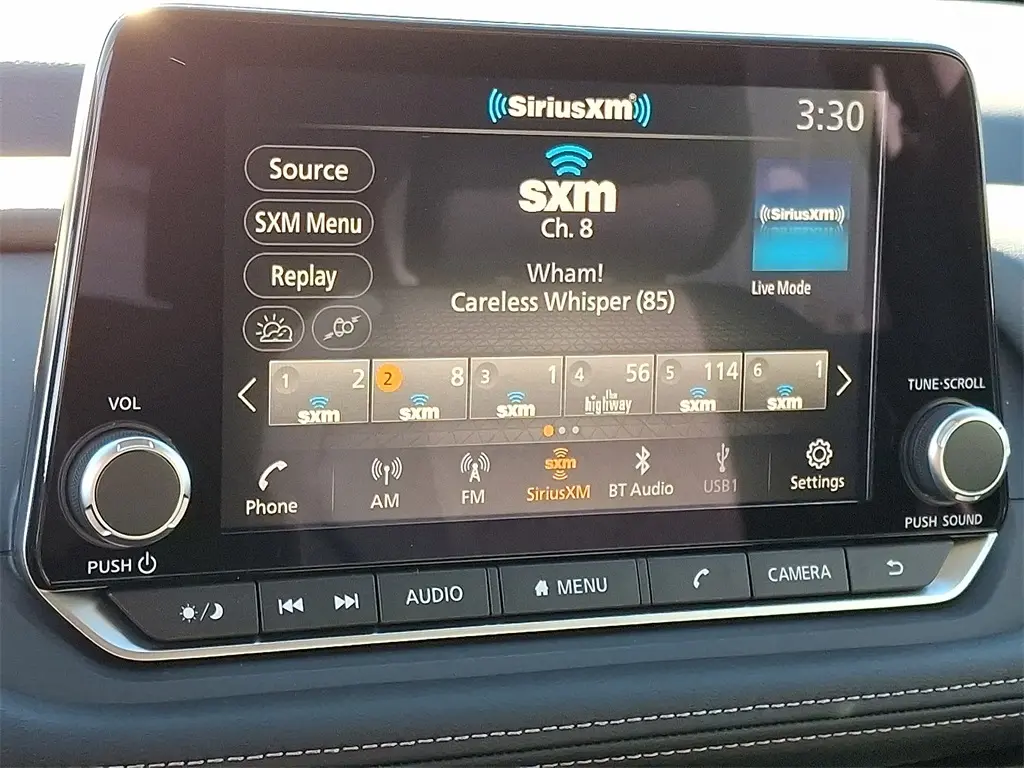 SiriusXM
3:30
Source
SXM Menu
Replay
sxm
Ch. 8
Wham!
Careless Whisper (85)
SiriusXM
Live Mode
1 2 sxm
2 8 sxm
3 1 sxm
4 56 the highway
5 114 sxm
6 1 sxm
Phone
AM
FM
sxm
SiriusXM
BT Audio
USB1
Settings
VOL
PUSH
TUNE·SCROLL
PUSH SOUND
AUDIO
MENU
CAMERA